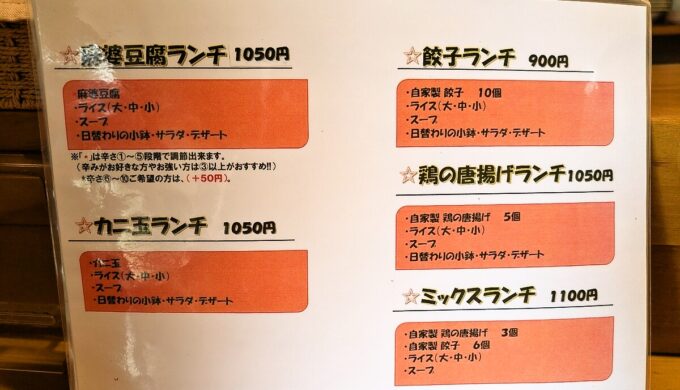 ☆麻婆豆腐ランチ 1050円
・麻婆豆腐
・ライス(大・中・小)
・スープ
・日替わりの小鉢・サラダ・デザート
※「*」は辛さ①~⑤段階で調節出来ます。
(辛みがお好きな方やお強い方は③以上がおすすめ!!)
*辛さ⑥~⑩ご希望の方は、(+50円)。
☆カニ玉ランチ 1050円
・カニ玉
・ライス(大・中・小)
・スープ
・日替わりの小鉢・サラダ・デザート
☆餃子ランチ 900円
・自家製 餃子 10個
・ライス(大・中・小)
・スープ
・日替わりの小鉢・サラダ・デザート
☆鶏の唐揚げランチ1050円
・自家製 鶏の唐揚げ 5個
・ライス(大・中・小)
・スープ
・日替わりの小鉢・サラダ・デザート
☆ミックスランチ 1100円
・自家製 鶏の唐揚げ 3個
・自家製 餃子 6個
・ライス(大・中・小)
・スープ